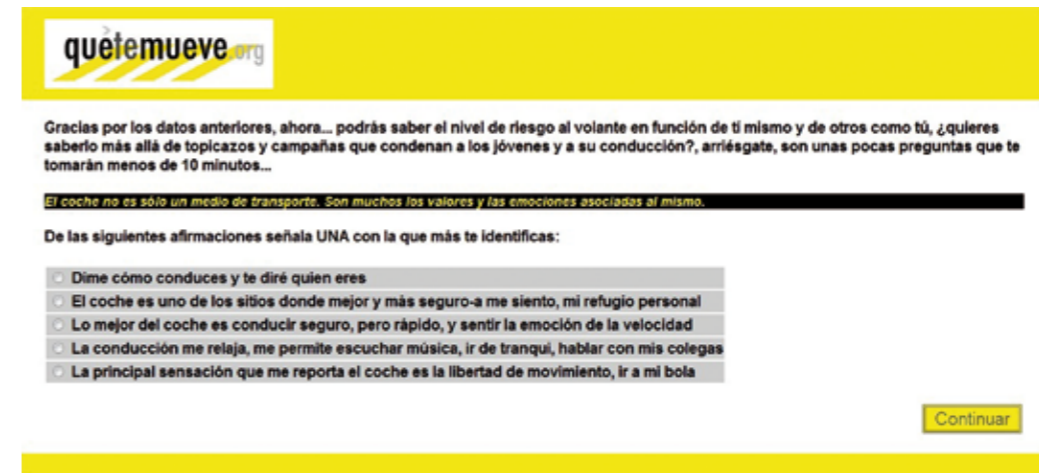 quétemueve.org
Gracias por los datos anteriores, ahora... podrás saber el nivel de riesgo al volante en función de tí mismo y de otros como tú, ¿quieres
saberlo más allá de topicazos y campañas que condenan a los jóvenes y a su conducción?, arriésgate, son unas pocas preguntas que te
tomarán menos de 10 minutos...
El coche no es sólo un medio de transporte. Son muchos los valores y las emociones asociadas al mismo.
De las siguientes afirmaciones señala UNA con la que más te identificas:
Dime cómo conduces y te diré quien eres
El coche es uno de los sitios donde mejor y más seguro-a me siento, mi refugio personal
Lo mejor del coche es conducir seguro, pero rápido, y sentir la emoción de la velocidad
La conducción me relaja, me permite escuchar música, ir de tranqui, hablar con mis colegas
La principal sensación que me reporta el coche es la libertad de movimiento, ir a mi bola
Continuar